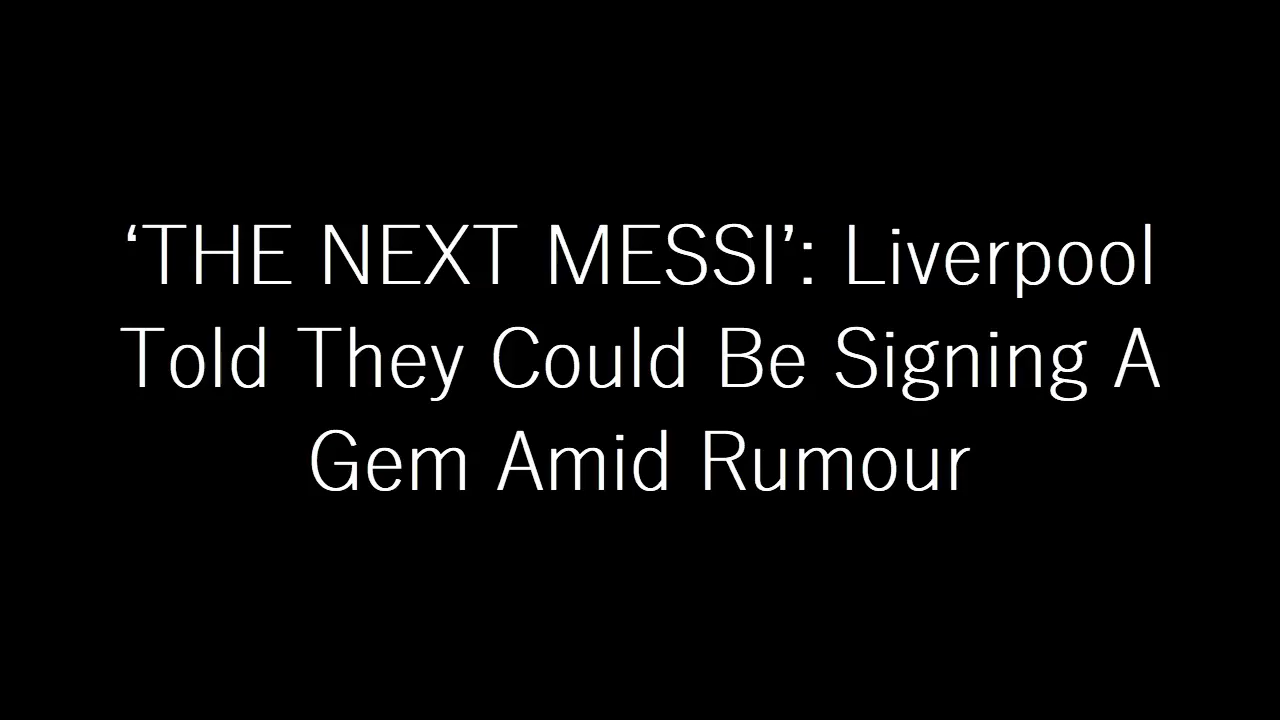 ‘THE NEXT MESSI’: Liverpool
Told They Could Be Signing A
Gem Amid Rumour